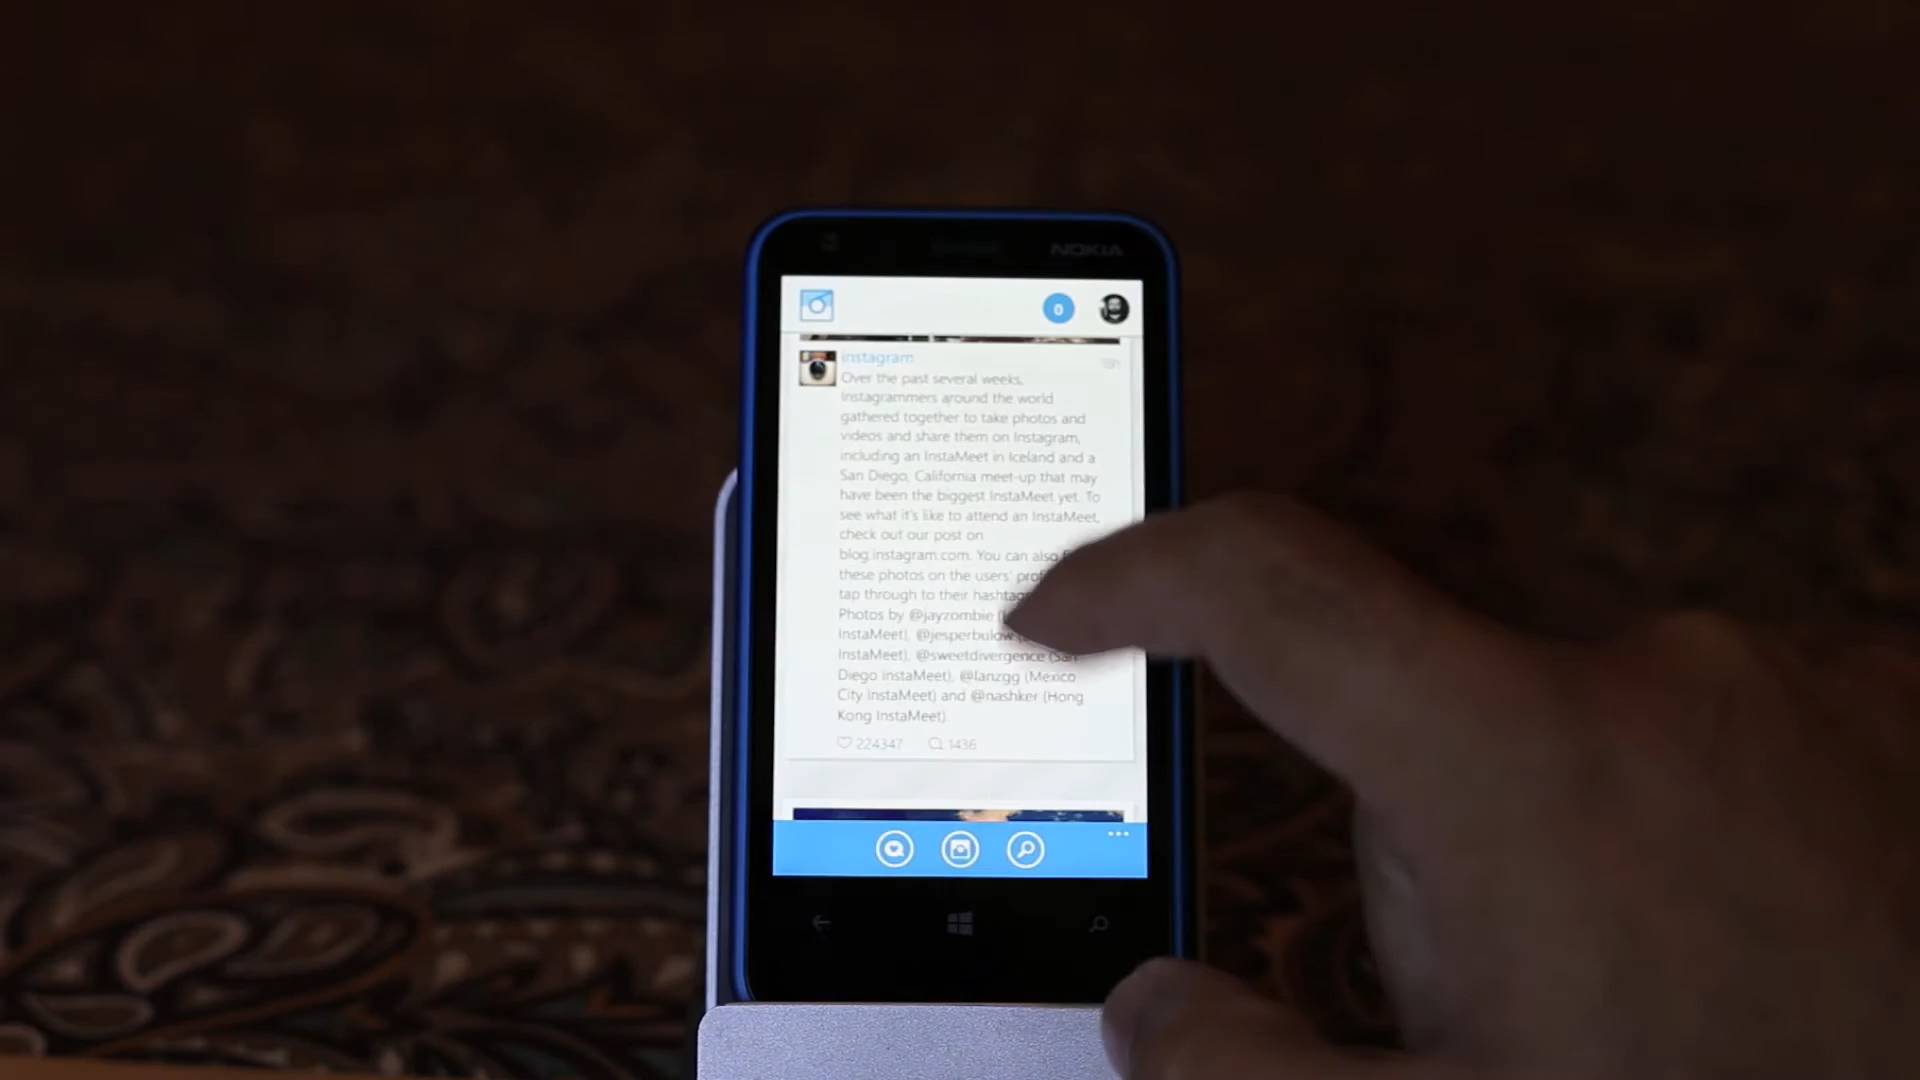 NOKIA
0
instagram
Over the past several weeks,
Instagrammers around the world
gathered together to take photos and
videos and share them on Instagram,
including an InstaMeet in Iceland and a
San Diego, California meet-up that may
have been the biggest InstaMeet yet. To
see what it's like to attend an InstaMeet,
check out our post on
blog.instagram.com. You can also
these photos on the users'
tap through to their
Photos by @jayzombie
InstaMeet), @jesperbulow
InstaMeet), @sweetdivergence (San
Diego InstaMeet), @lanzgg (Mexico
City InstaMeet) and @nashker (Hong
Kong InstaMeet).
224347 1436